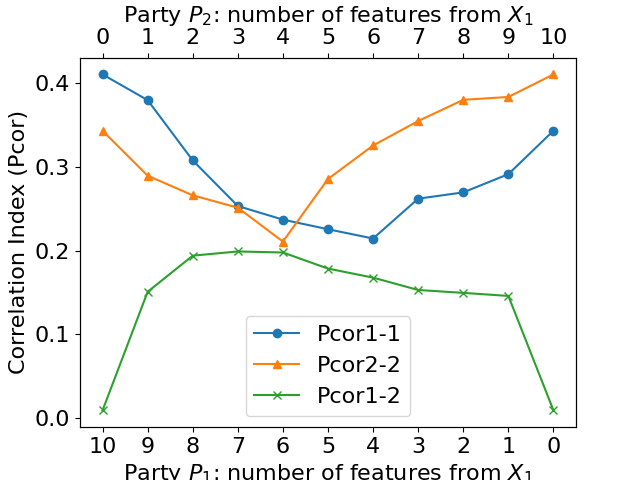 Party P₂: number of features from X₁
0 1 2 3 4 5 6 7 8 9 10
Correlation Index (Pcor)
0.4
0.3
0.2
0.1
0.0
Pcor1-1
Pcor2-2
Pcor1-2
10 9 8 7 6 5 4 3 2 1 0
Party P₁: number of features from X₁